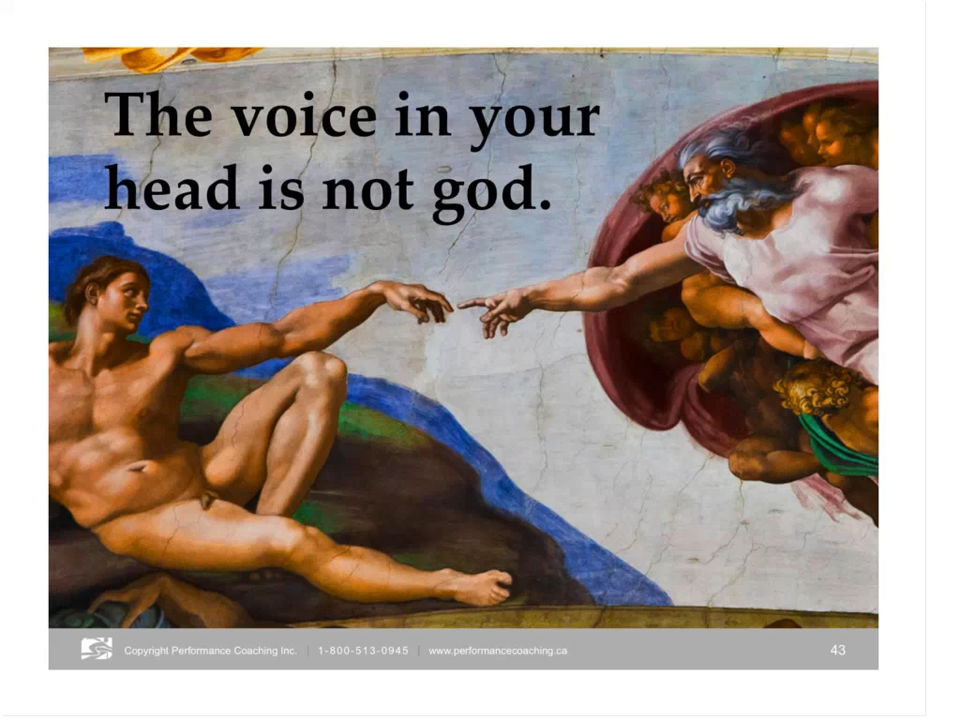 The voice in your
head is not god.
Copyright Performance Coaching Inc. | 1-800-513-0945 | www.performancecoaching.ca 43